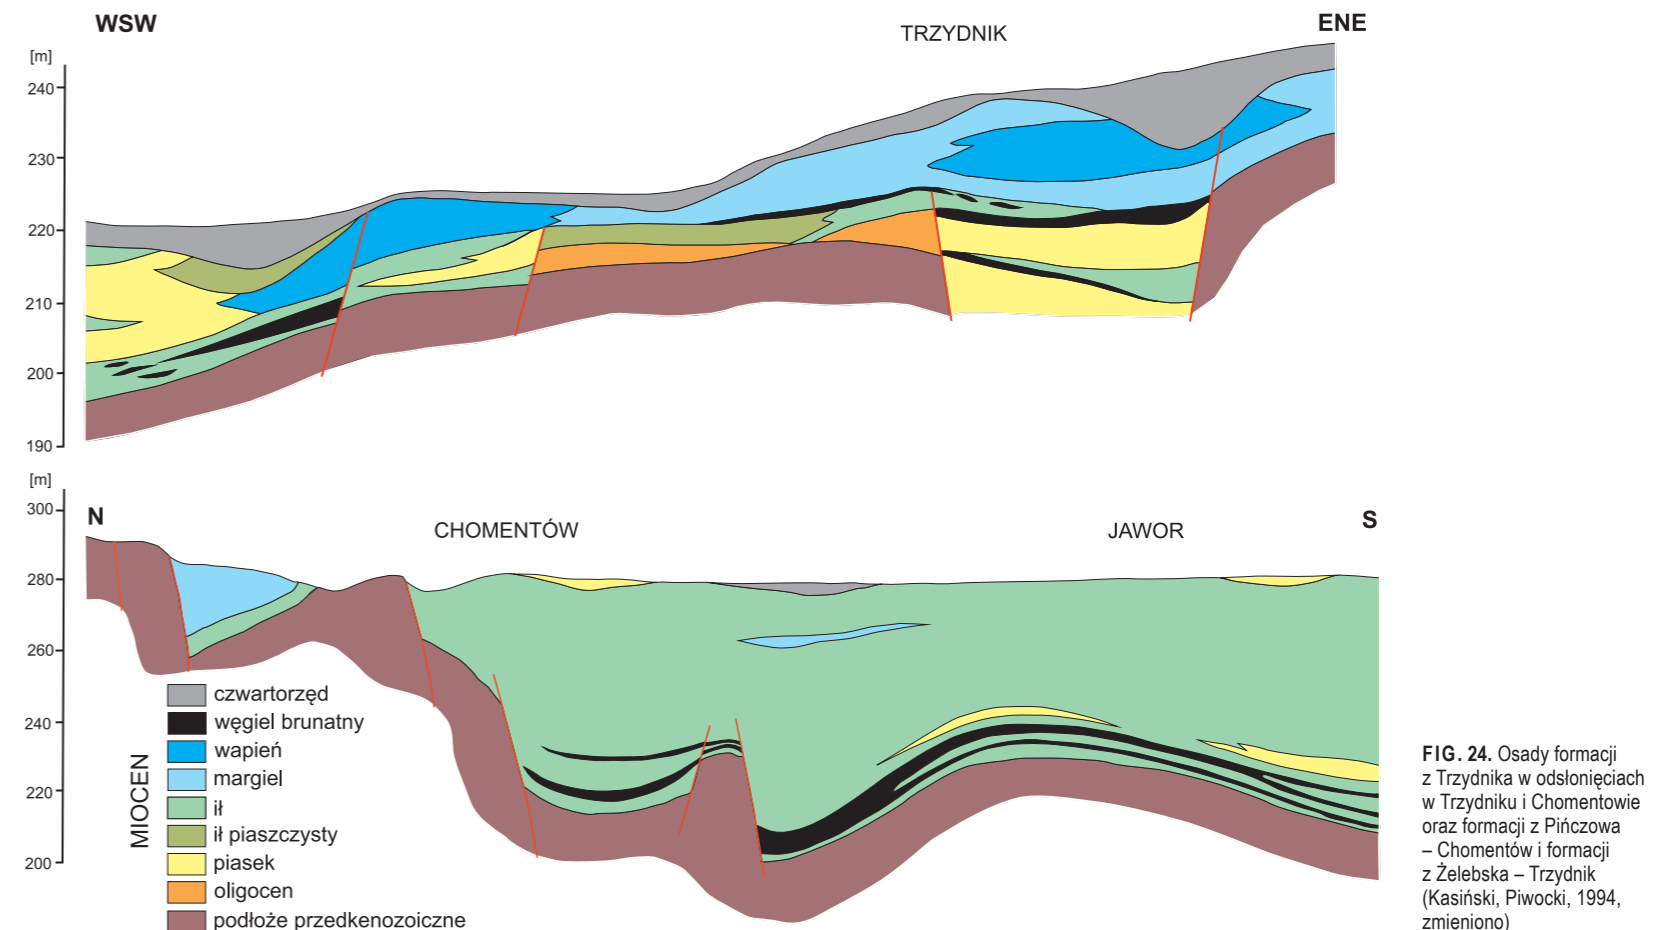 WSW
TRZYDNIK
ENE
[m]
240
230
220
210
200
190
[m]
300
N
CHOMENTÓW
JAWOR
S
280
260
240
220
200
MIOCEN
czwartorzęd
węgiel brunatny
wapień
margiel
ił
ił piaszczysty
piasek
oligocen
podłoże przedkenozoiczne
FIG. 24. Osady formacji
z Trzydnika w odsłonięciach
w Trzydniku i Chomentowie
oraz formacji z Pińczowa
– Chomentów i formacji
z Żelebska – Trzydnik
(Kasiński, Piwocki, 1994,
zmieniono)